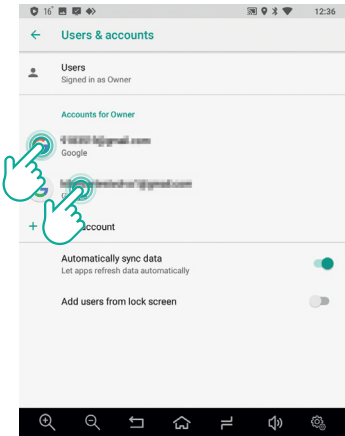 16°
12:36
Users & accounts
Users
Signed in as Owner
Accounts for Owner
Google
account
Automatically sync data
Let apps refresh data automatically
Add users from lock screen